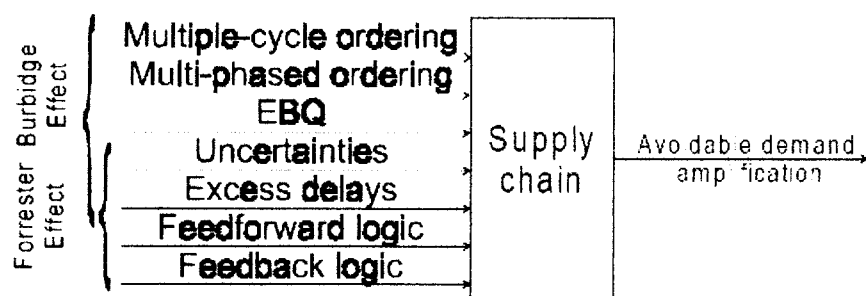 Burbidge
Effect
Forrester
Effect
Multiple-cycle ordering
Multi-phased ordering
EBQ
Uncertainties
Excess delays
Feedforward logic
Feedback logic
Supply
chain
Avoidable demand
amplification